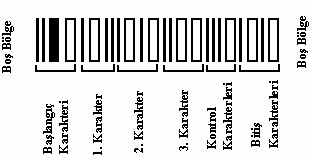 Boş Bölge
Başlangıç
Karakteri
1. Karakter
2. Karakter
3. Karakter
Kontrol
Karakterleri
Bitiş
Karakterleri
Boş Bölge